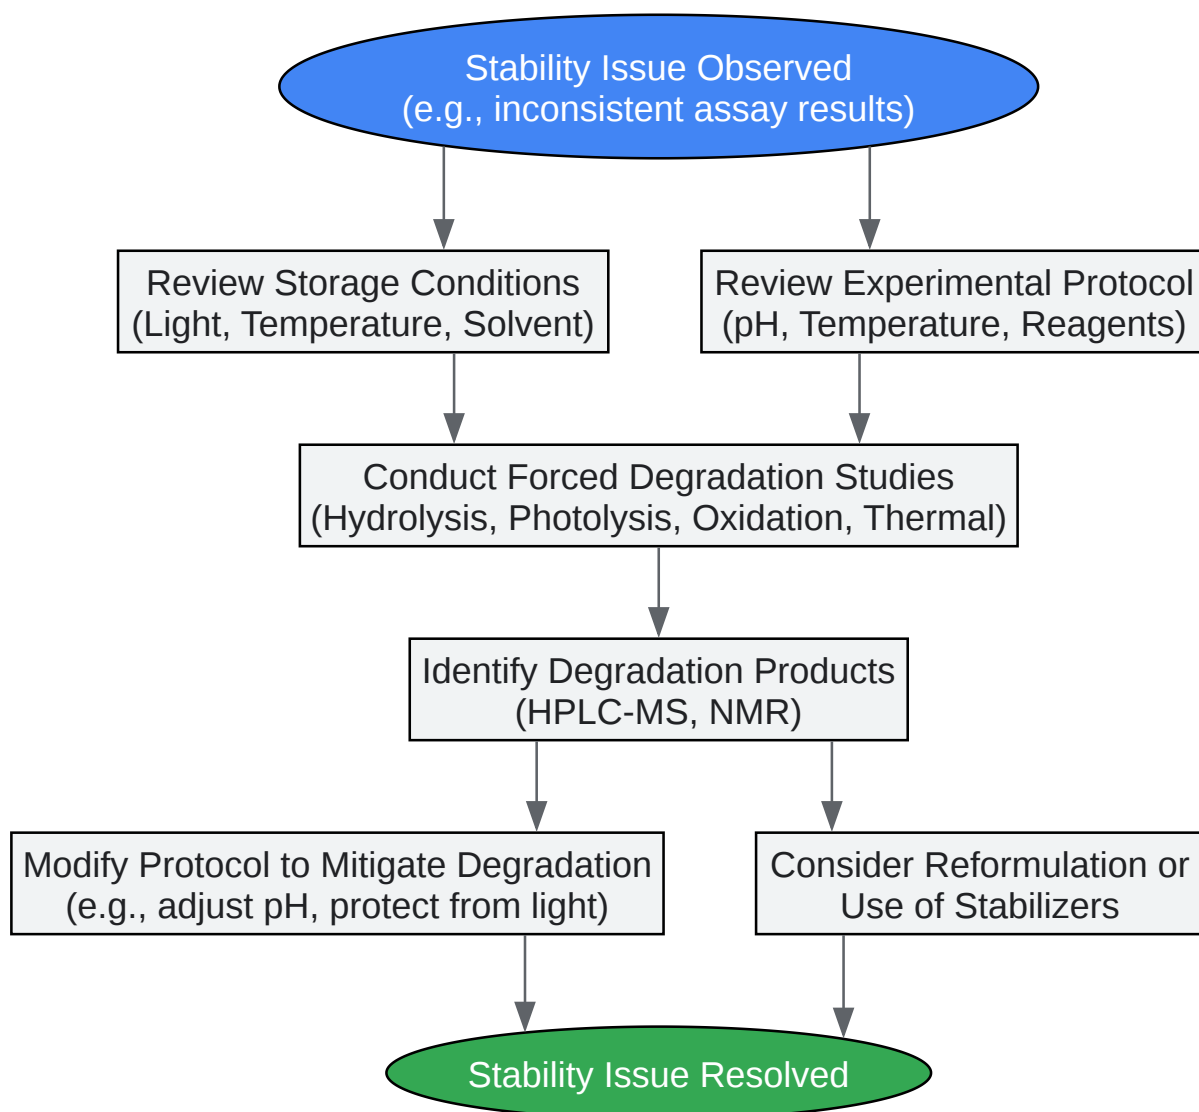 Stability Issue Observed
(e.g., inconsistent assay results)
Review Storage Conditions
(Light, Temperature, Solvent)
Review Experimental Protocol
(pH, Temperature, Reagents)
Conduct Forced Degradation Studies
(Hydrolysis, Photolysis, Oxidation, Thermal)
Identify Degradation Products
(HPLC-MS, NMR)
Modify Protocol to Mitigate Degradation
(e.g., adjust pH, protect from light)
Consider Reformulation or
Use of Stabilizers
Stability Issue Resolved